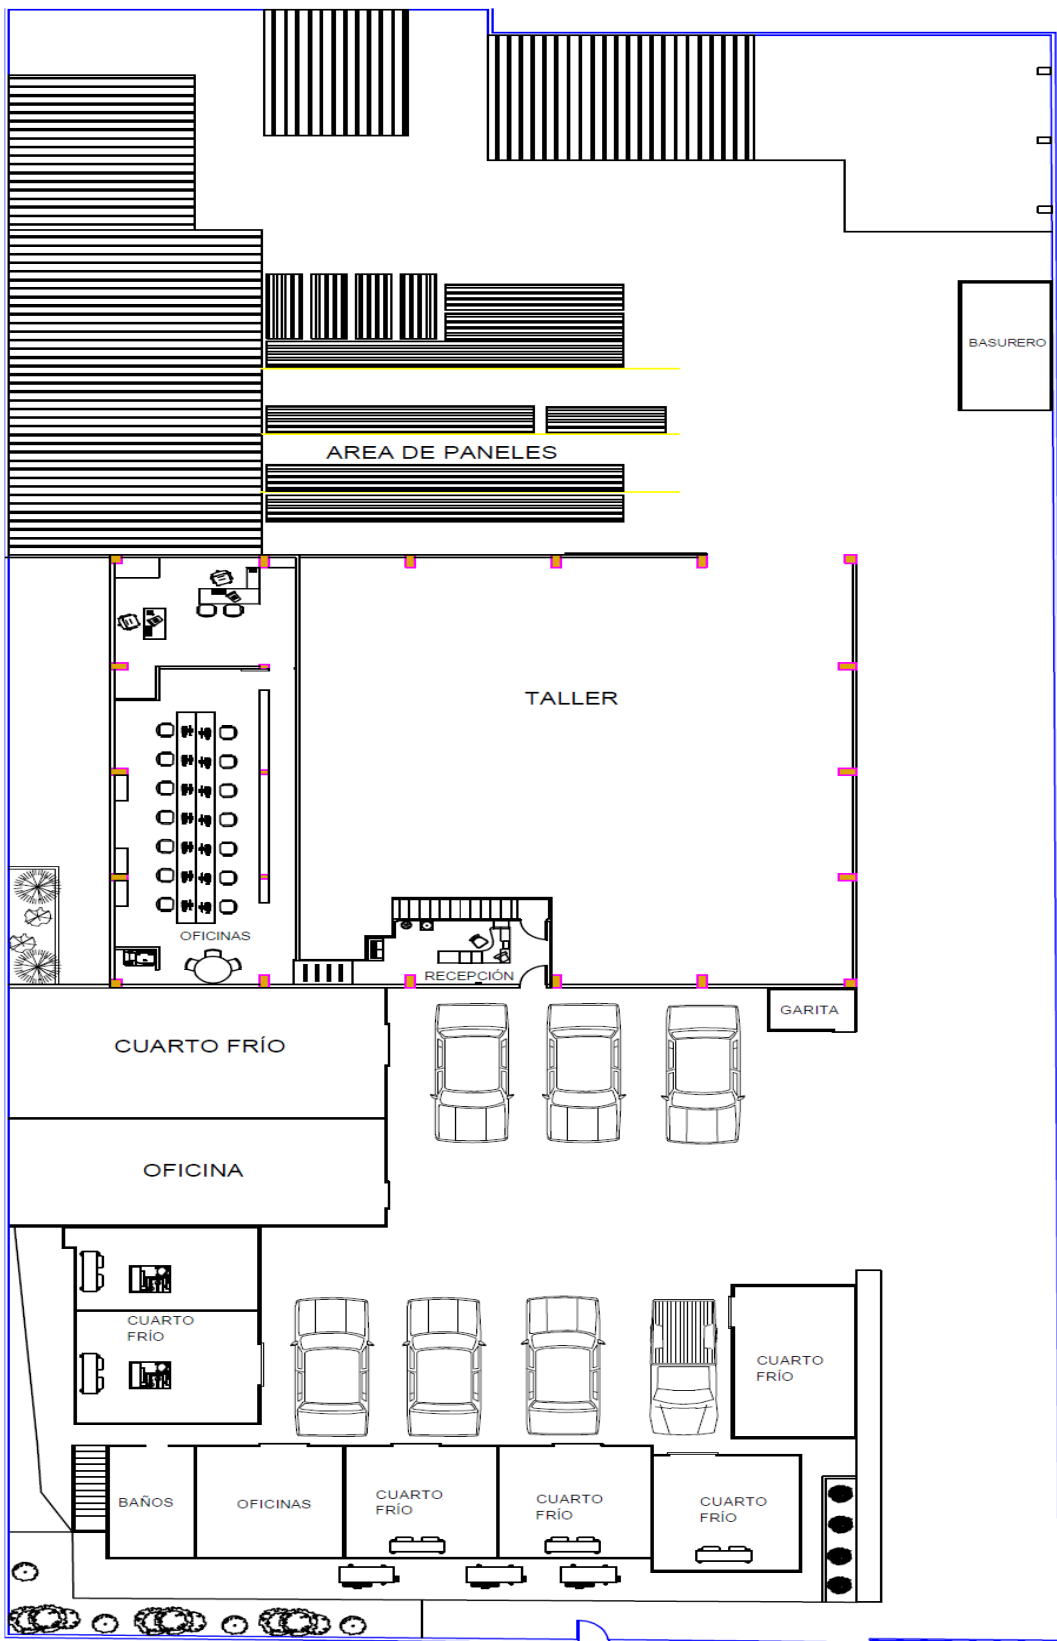 BASURERO
AREA DE PANELES
TALLER
OFICINAS
RECEPCIÓN
GARITA
CUARTO FRÍO
OFICINA
CUARTO
FRÍO
CUARTO
FRÍO
BAÑOS
OFICINAS
CUARTO
FRÍO
CUARTO
FRÍO
CUARTO
FRÍO